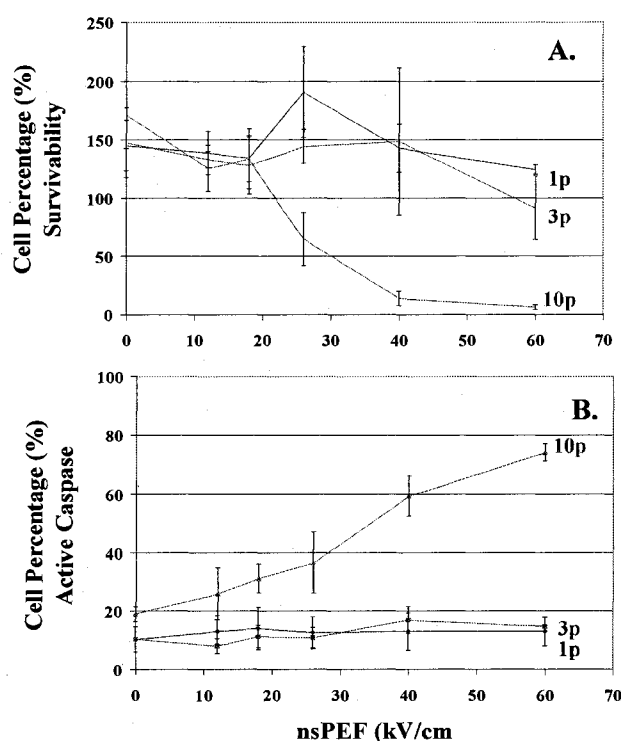 A.
Cell Percentage (%)
Survivability
250
200
150
100
50
0
1p
3p
10p
0 10 20 30 40 50 60 70
B.
Cell Percentage (%)
Active Caspase
100
80
60
40
20
0
10p
3p
1p
0 10 20 30 40 50 60 70
nsPEF (kV/cm